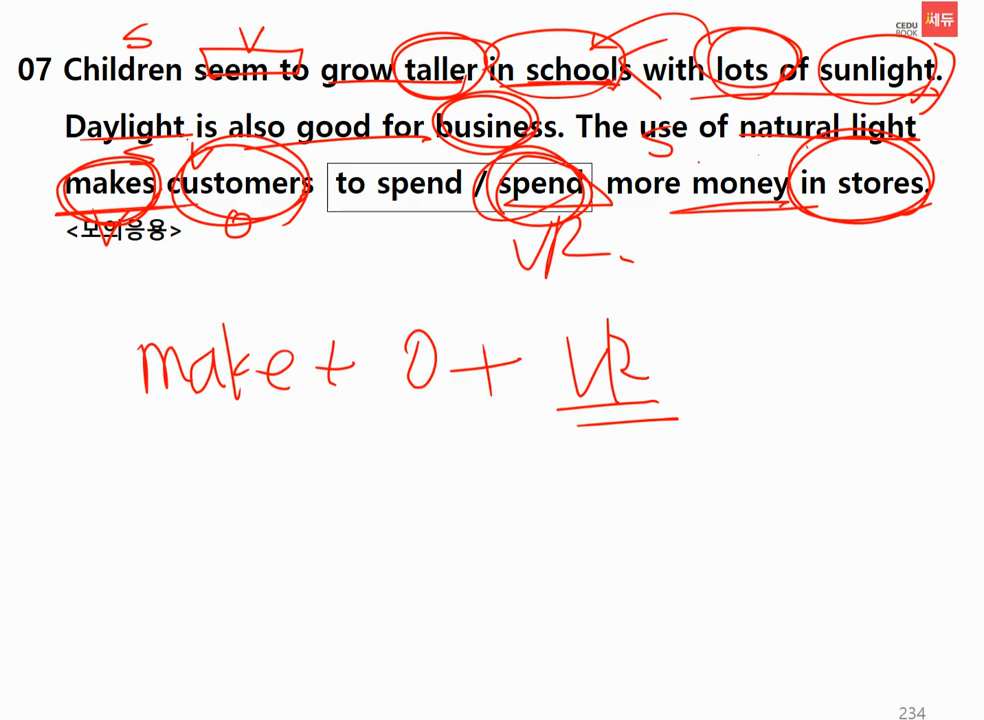 CEDU
BOOK
쎄듀
S V
07 Children seem to grow taller in schools with lots of sunlight.
Daylight is also good for business. The use of natural light
S V S
makes customers to spend / spend more money in stores.
<모의응용>
V O VR.
make + O + VR
234